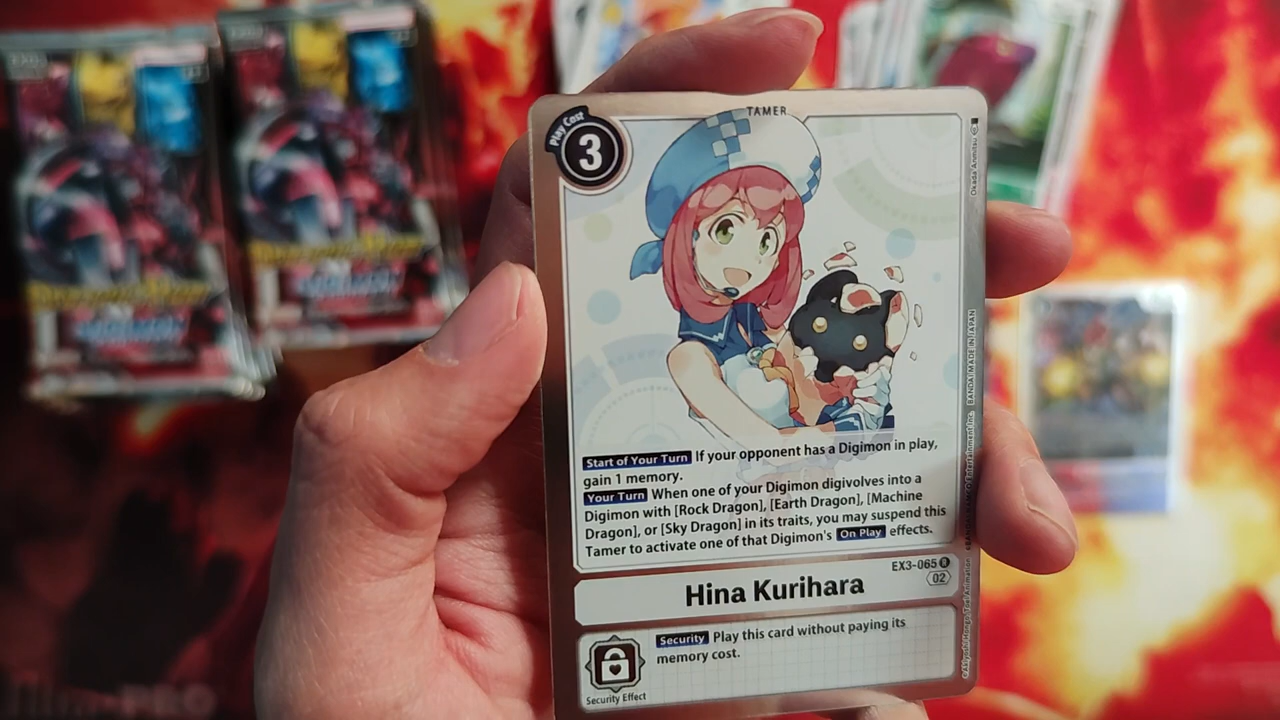 TAMER
Play Cost
3
Okada Anmitsu
Start of Your Turn If your opponent has a Digimon in play,
gain 1 memory.
Your Turn When one of your Digimon digivolves into a
Digimon with [Rock Dragon], [Earth Dragon], [Machine
Dragon], or [Sky Dragon] in its traits, you may suspend this
Tamer to activate one of that Digimon's On Play effects.
EX3-065 R
02
Hina Kurihara
Security Play this card without paying its
memory cost.
Security Effect
BANDAI MADE IN JAPAN